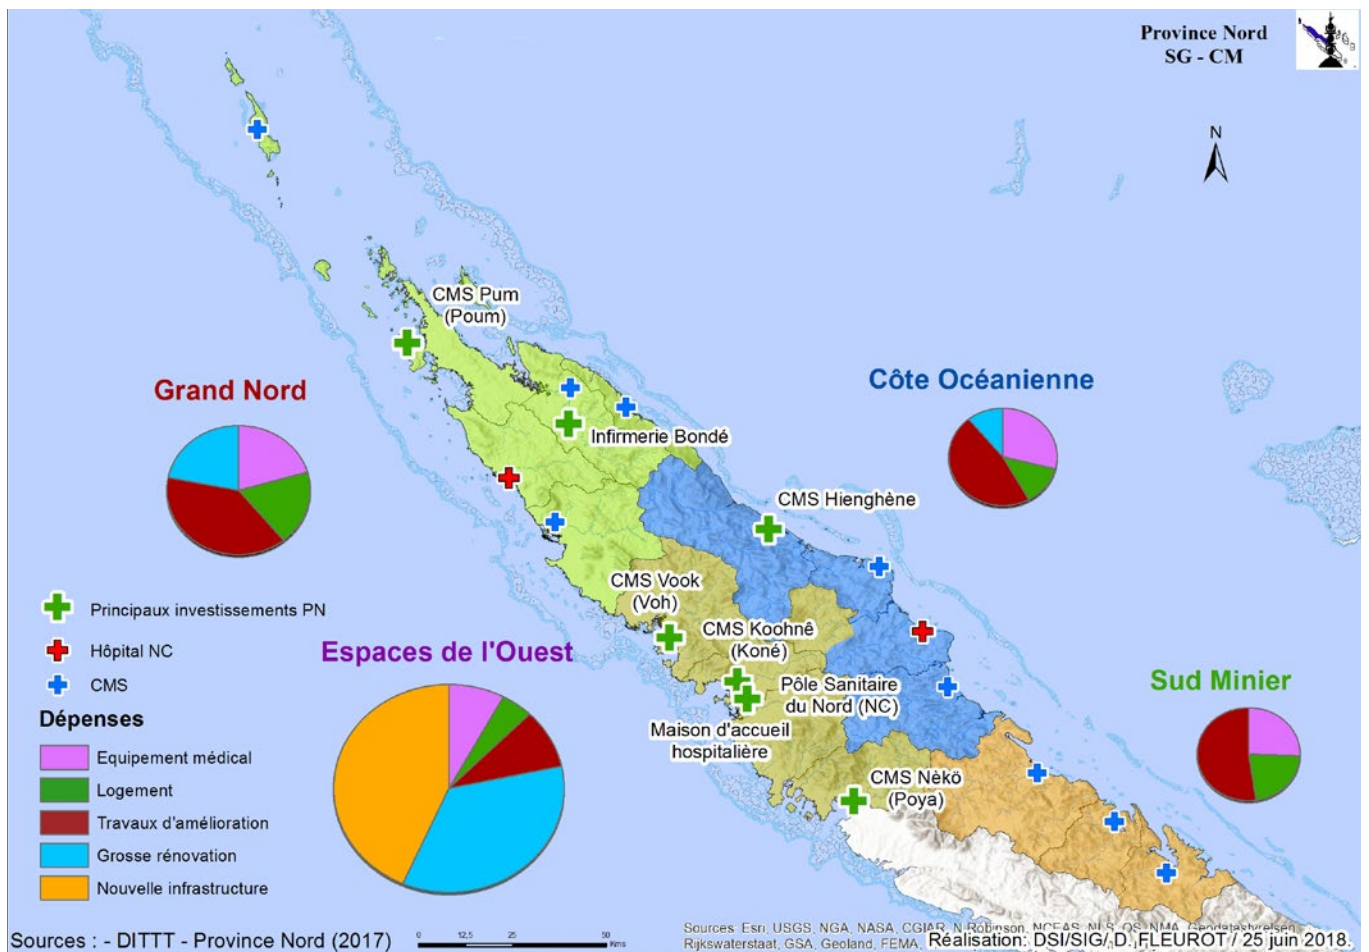 Province Nord
SG - CM
N
CMS Pum
(Poum)
Grand Nord
Côte Océanienne
Infirmerie Bondé
CMS Hienghène
CMS Vook
(Voh)
Principaux investissements PN
CMS Koohnê
(Koné)
Hôpital NC
Espaces de l'Ouest
CMS
Pôle Sanitaire
du Nord (NC)
Sud Minier
Maison d'accueil
hospitalière
Dépenses
CMS Nèkö
(Poya)
Equipement médical
Logement
Travaux d'amélioration
Grosse rénovation
Nouvelle infrastructure
Sources : - DITTT - Province Nord (2017)
0 12,5 25 50
Kms
Sources: Esri, USGS, NGA, NASA, CGIAR, N Robinson, NCEAS, NLS, OS, NMA, Geodatastyrelsen,
Rijkswaterstaat, GSA, Geoland, FEMA,
Réalisation: DSI/SIG/ D, FLEUROT / 25 juin 2018